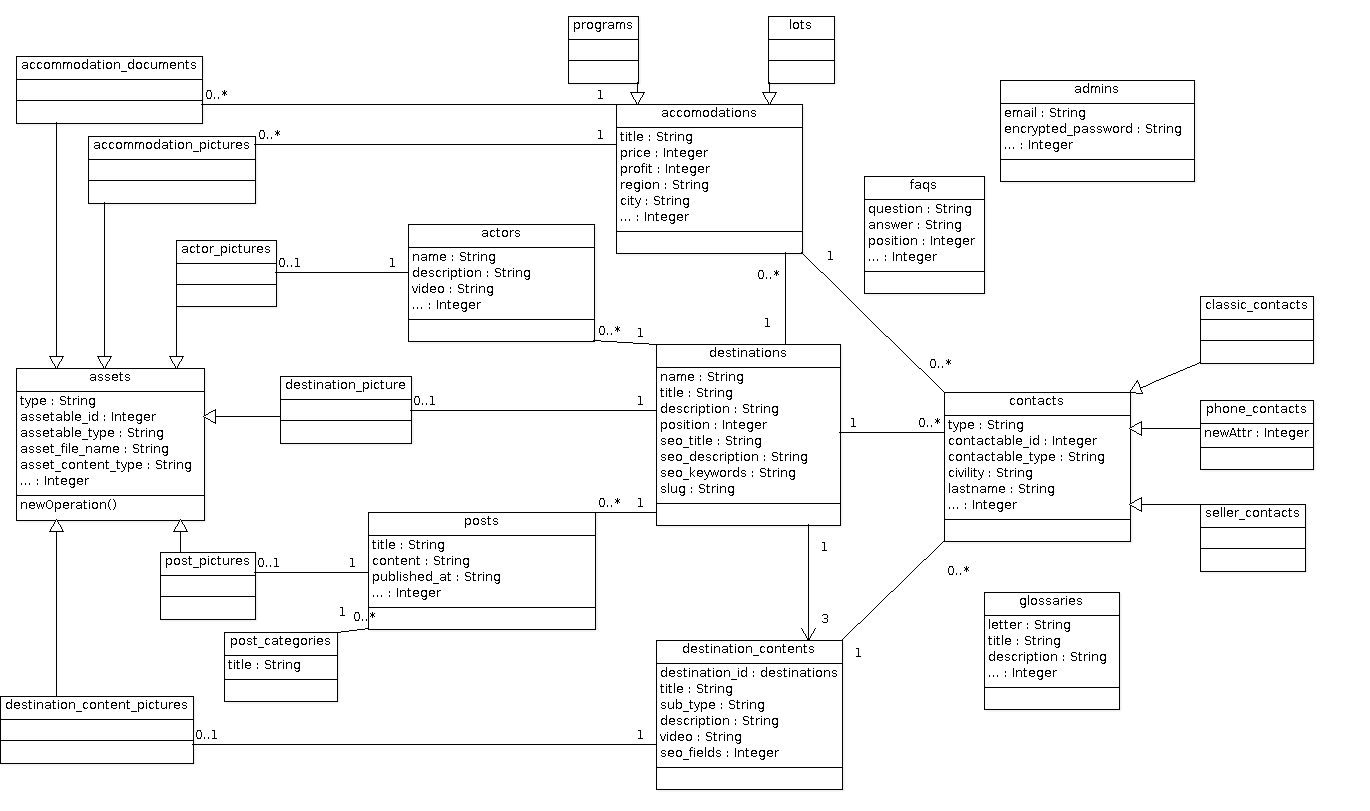 programs
lots
accommodation_documents
0..*
1
accommodation_pictures
0..*
1
accomodations
title : String
price : Integer
profit : Integer
region : String
city : String
... : Integer
admins
email : String
encrypted_password : String
... : Integer
faqs
question : String
answer : String
position : Integer
... : Integer
actor_pictures
0..1
1
actors
name : String
description : String
video : String
... : Integer
0..*
1
0..*
1
1
0..*
classic_contacts
assets
type : String
assetable_id : Integer
assetable_type : String
asset_file_name : String
asset_content_type : String
... : Integer
newOperation()
destination_picture
0..1
1
destinations
name : String
title : String
description : String
position : Integer
seo_title : String
seo_description : String
seo_keywords : String
slug : String
1
0..*
contacts
type : String
contactable_id : Integer
contactable_type : String
civility : String
lastname : String
... : Integer
phone_contacts
newAttr : Integer
seller_contacts
0..*
1
posts
title : String
content : String
published_at : String
... : Integer
post_pictures
0..1
1
1
0..*
post_categories
title : String
1
3
0..*
1
glossaries
letter : String
title : String
description : String
... : Integer
destination_contents
destination_id : destinations
title : String
sub_type : String
description : String
video : String
seo_fields : Integer
destination_content_pictures
0..1
1